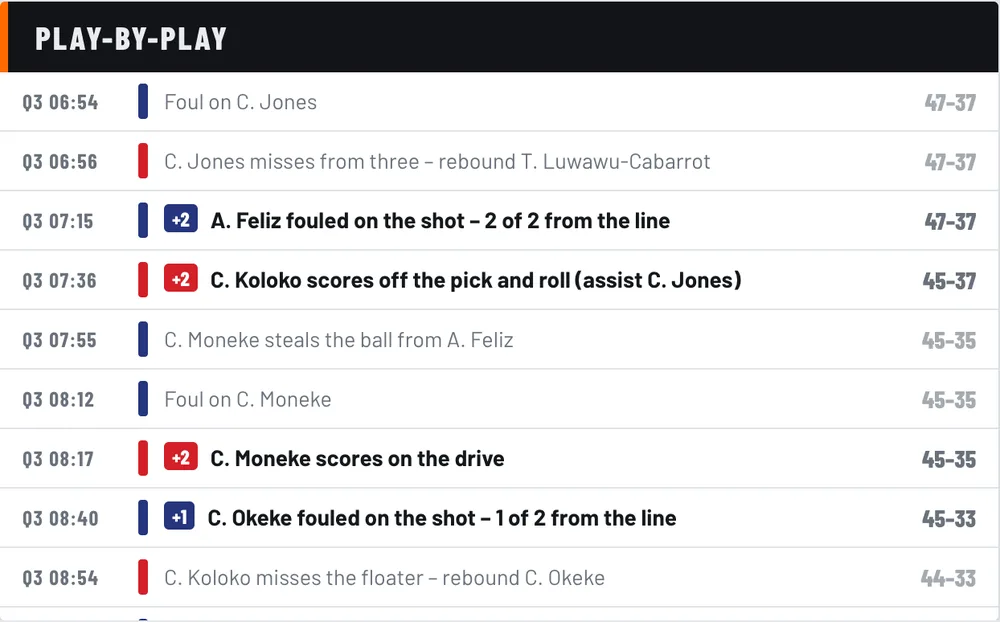 PLAY-BY-PLAY
Q3 06:54 Foul on C. Jones 47-37
Q3 06:56 C. Jones misses from three – rebound T. Luwawu-Cabarrot 47-37
Q3 07:15 +2 A. Feliz fouled on the shot – 2 of 2 from the line 47-37
Q3 07:36 +2 C. Koloko scores off the pick and roll (assist C. Jones) 45-37
Q3 07:55 C. Moneke steals the ball from A. Feliz 45-35
Q3 08:12 Foul on C. Moneke 45-35
Q3 08:17 +2 C. Moneke scores on the drive 45-35
Q3 08:40 +1 C. Okeke fouled on the shot – 1 of 2 from the line 45-33
Q3 08:54 C. Koloko misses the floater – rebound C. Okeke 44-33